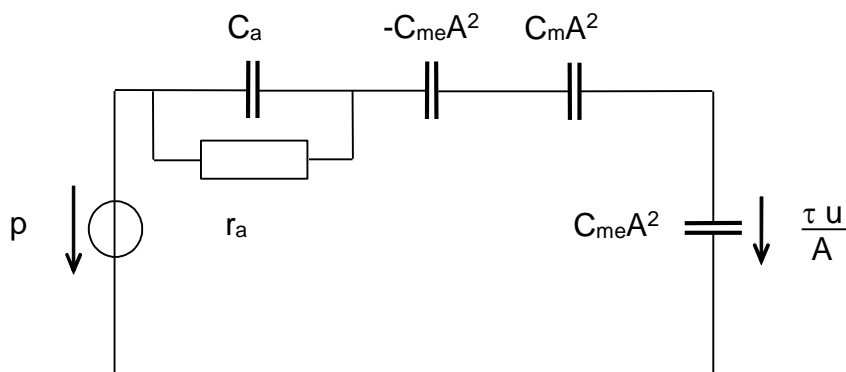 Cₐ
-CₘₑA²
CₘA²
p
rₐ
CₘₑA²
τ u
A